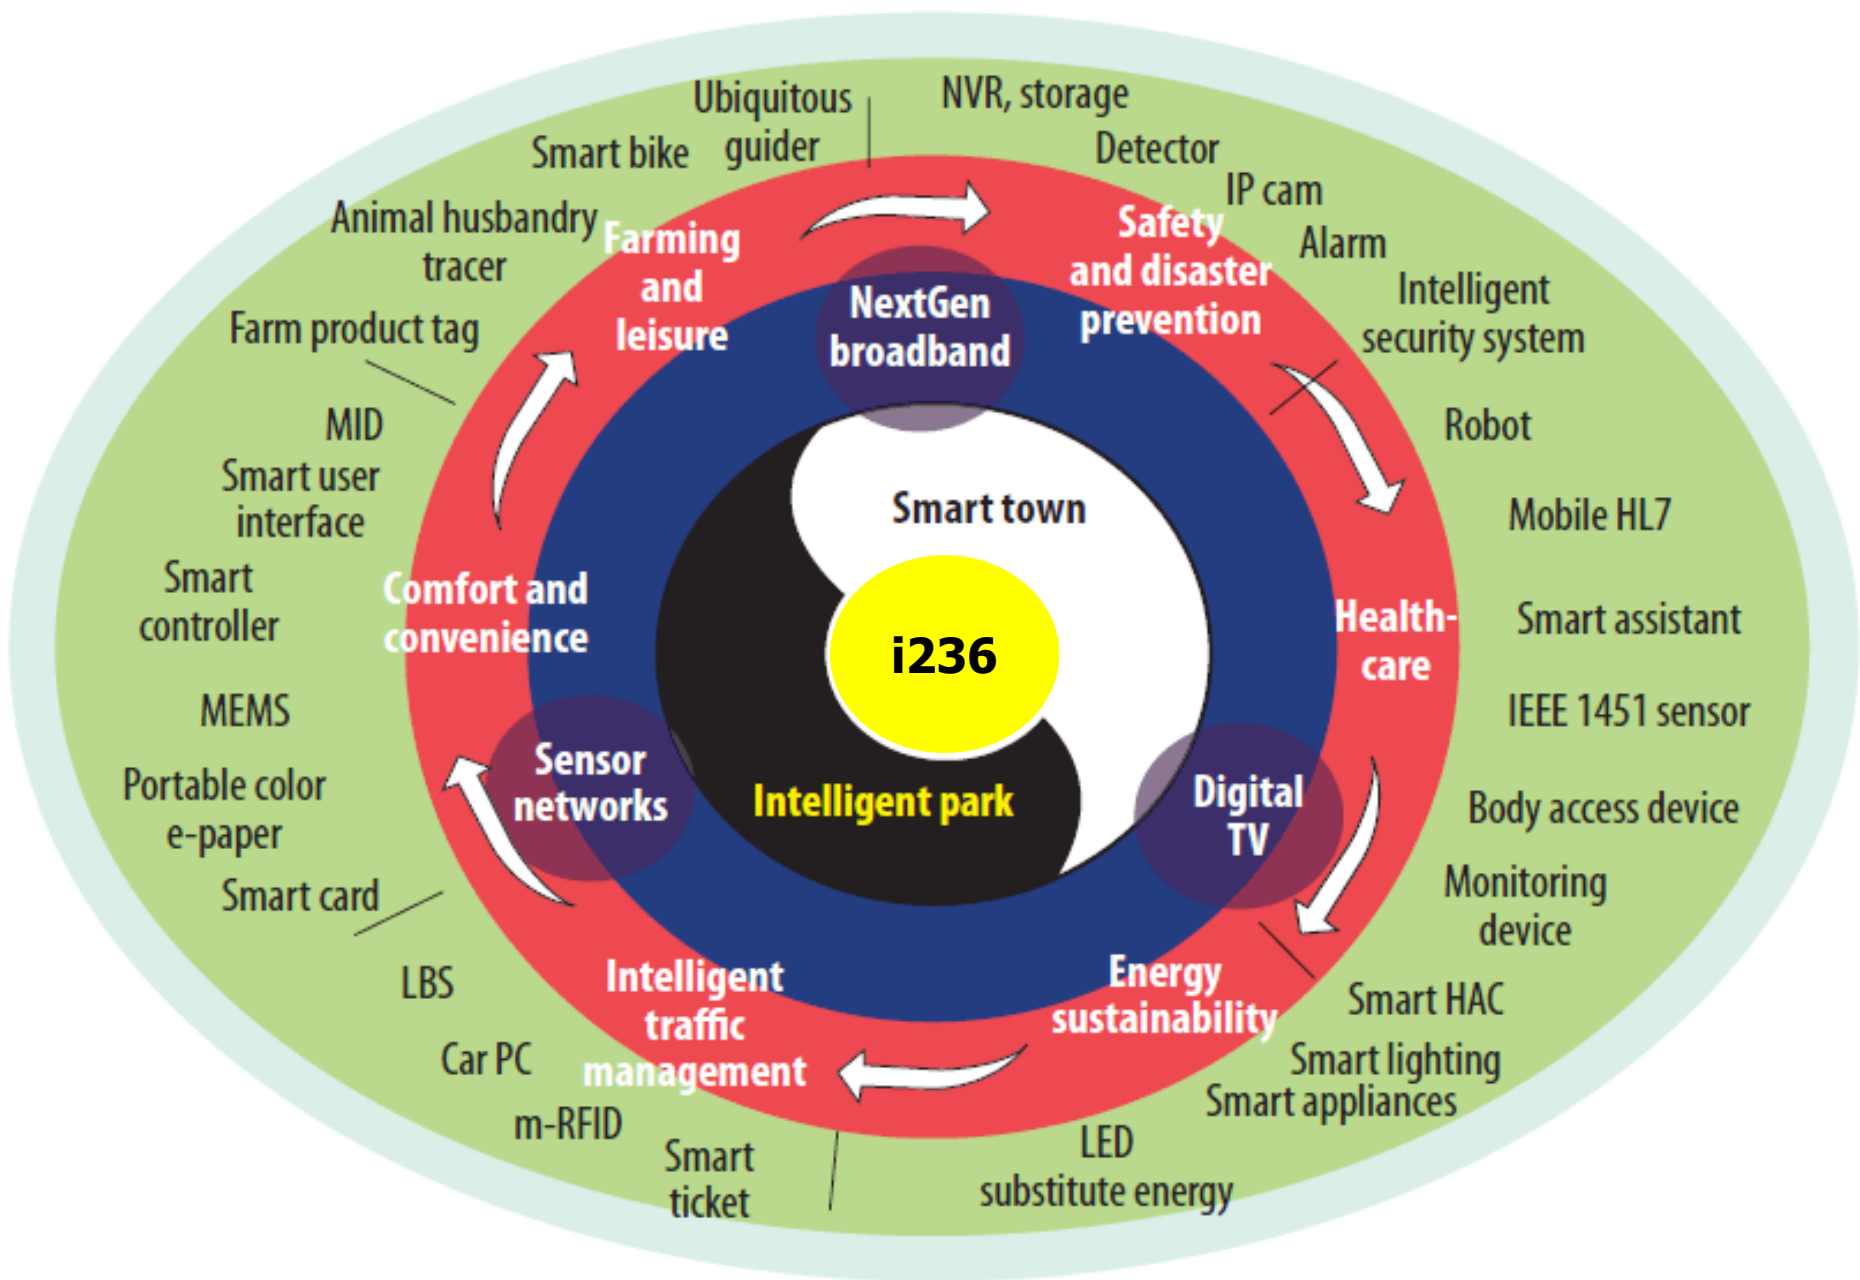 Ubiquitous
guider
NVR, storage
Detector
IP cam
Alarm
Intelligent
security system
Robot
Mobile HL7
Smart assistant
IEEE 1451 sensor
Body access device
Monitoring
device
Smart HAC
Smart lighting
Smart appliances
LED
substitute energy
Smart
ticket
m-RFID
Car PC
LBS
Smart card
Portable color
e-paper
MEMS
Smart
controller
Smart user
interface
MID
Farm product tag
Animal husbandry
tracer
Smart bike
Farming
and
leisure
Safety
and disaster
prevention
Health-
care
Energy
sustainability
Intelligent
traffic
management
Comfort and
convenience
NextGen
broadband
Digital
TV
Sensor
networks
Smart town
i236
Intelligent park